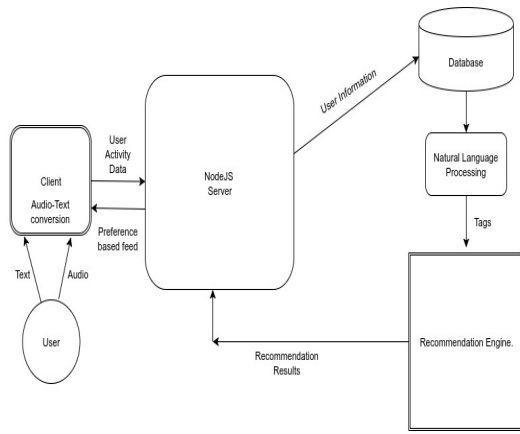 Database
User Information
User
Activity
Data
NodeJS
Server
Client
Audio-Text
conversion
Natural Language
Processing
Preference
based feed
Tags
Text
Audio
User
Recommendation
Results
Recommendation Engine.